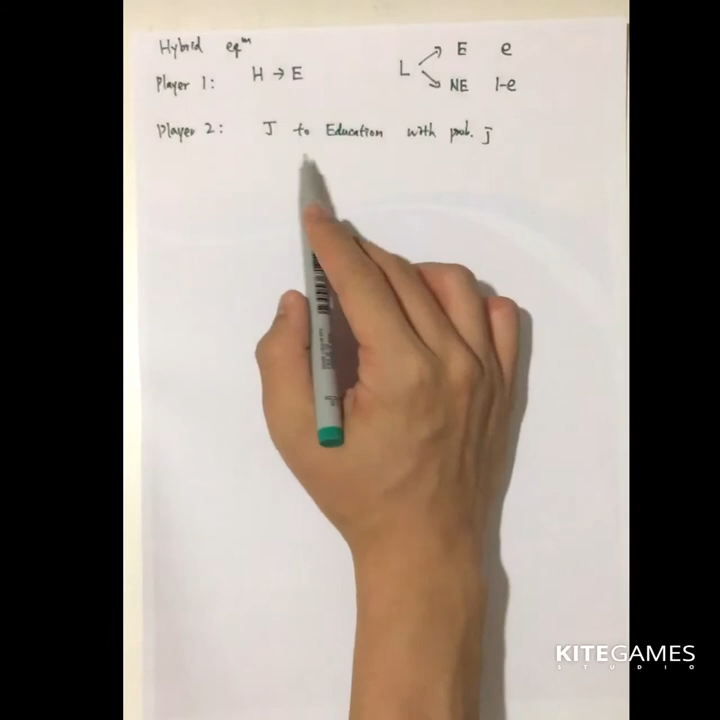 Hybrid eqᵐ
E e
Player 1: H → E L
NE 1-e
Player 2: J to Education with prob. j
KITEGAMES
STUDIO